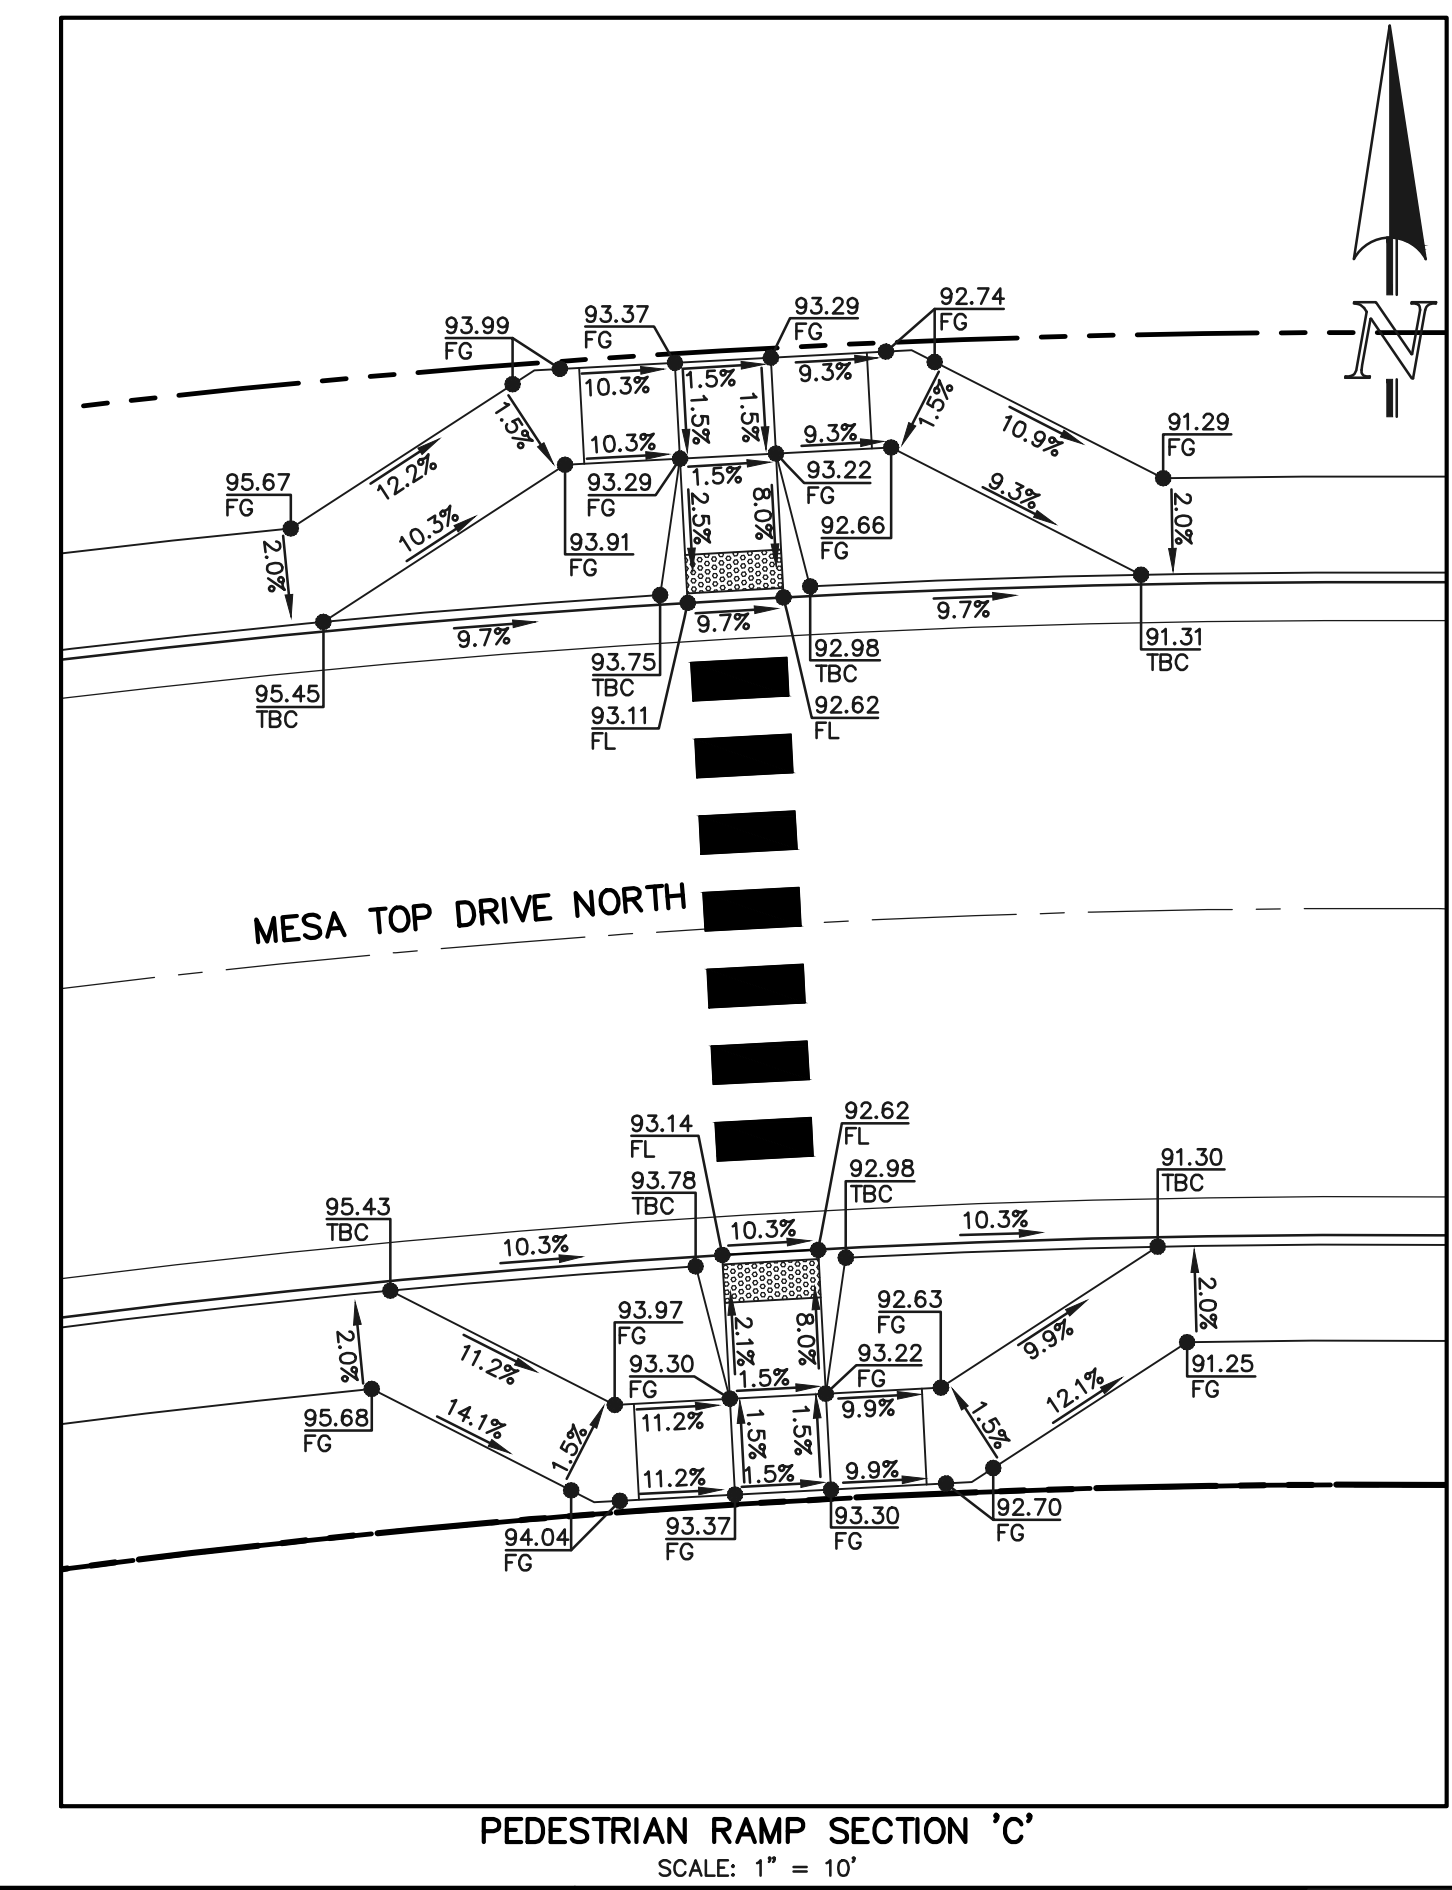 N
93.99
FG
93.37
FG
93.29
FG
92.74
FG
10.3%
1.5%
9.3%
1.5%
1.5%
1.5%
1.5%
10.9%
91.29
FG
10.3%
9.3%
1.5%
12.2%
95.67
FG
93.29
FG
93.22
FG
9.3%
2.0%
10.3%
2.5%
8.0%
92.66
FG
2.0%
93.91
FG
9.7%
9.7%
9.7%
95.45
TBC
93.75
TBC
92.98
TBC
91.31
TBC
93.11
FL
92.62
FL
MESA TOP DRIVE NORTH
93.14
FL
92.62
FL
93.78
TBC
92.98
TBC
91.30
TBC
95.43
TBC
10.3%
10.3%
10.3%
2.0%
93.97
FG
92.63
FG
2.0%
11.2%
2.1%
8.0%
9.9%
93.30
FG
93.22
FG
91.25
FG
1.5%
14.1%
95.68
FG
11.2%
9.9%
12.1%
1.5%
1.5%
1.5%
1.5%
11.2%
1.5%
9.9%
94.04
FG
93.37
FG
93.30
FG
92.70
FG
PEDESTRIAN RAMP SECTION 'C'
SCALE: 1" = 10'